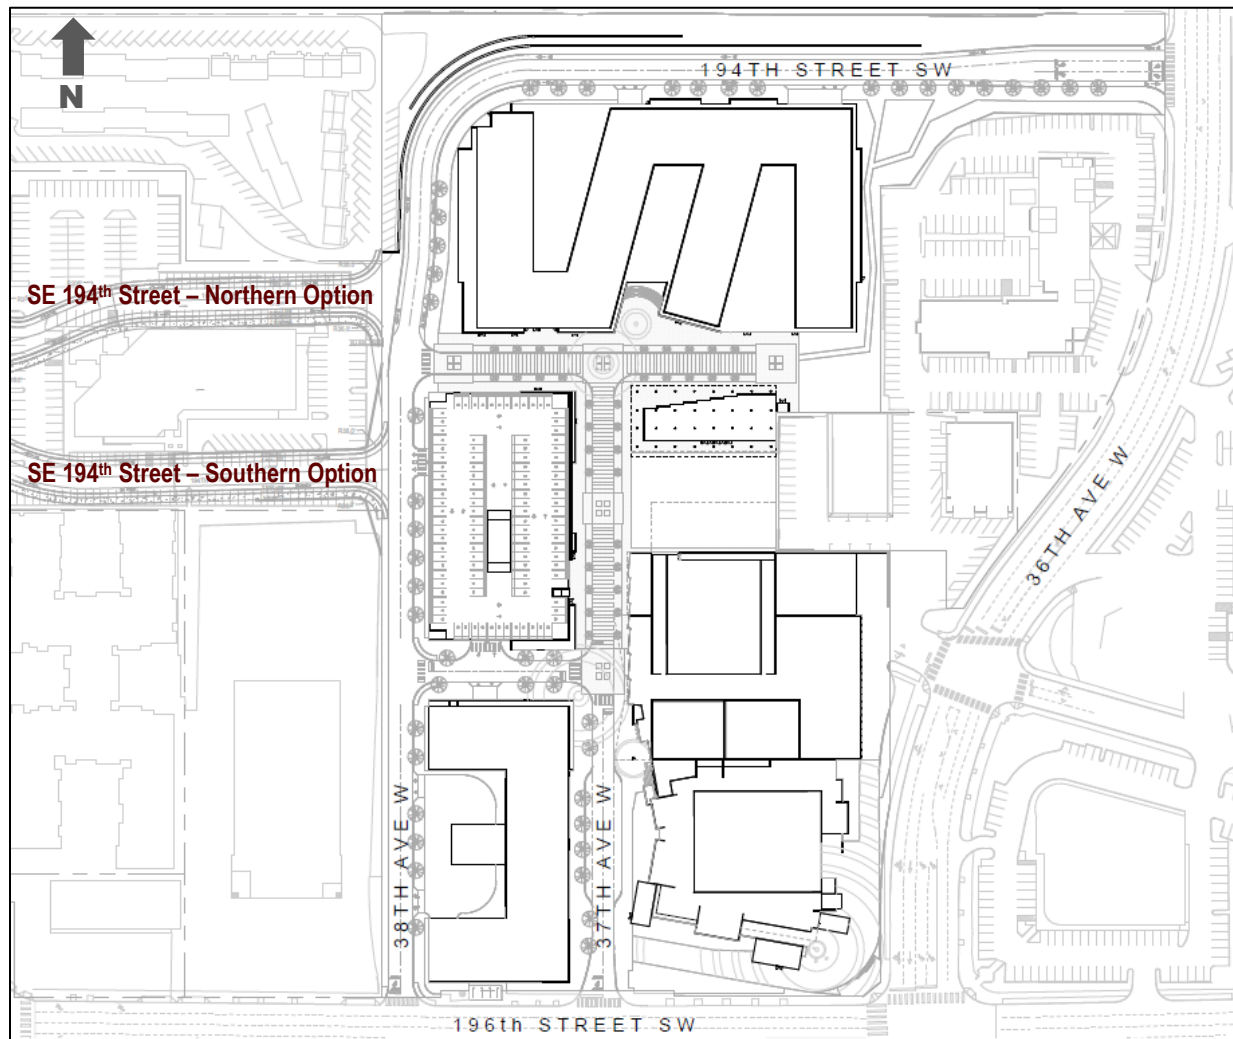 194TH STREET SW
N
SE 194th Street – Northern Option
SE 194th Street – Southern Option
36TH AVE W
38TH AVE W
37TH AVE W
196th STREET SW